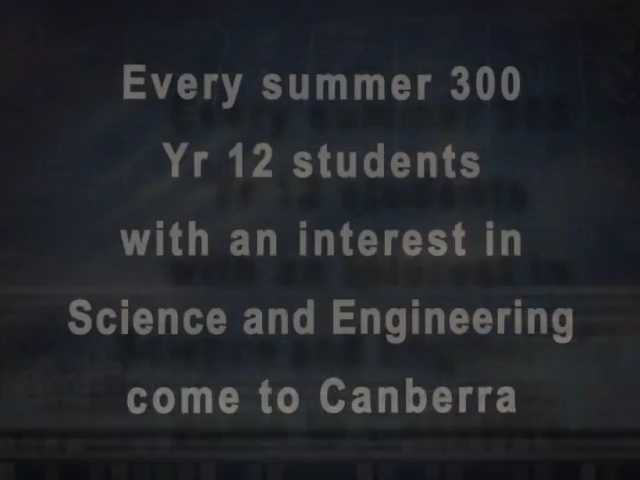 Every summer 300
Yr 12 students
with an interest in
Science and Engineering
come to Canberra